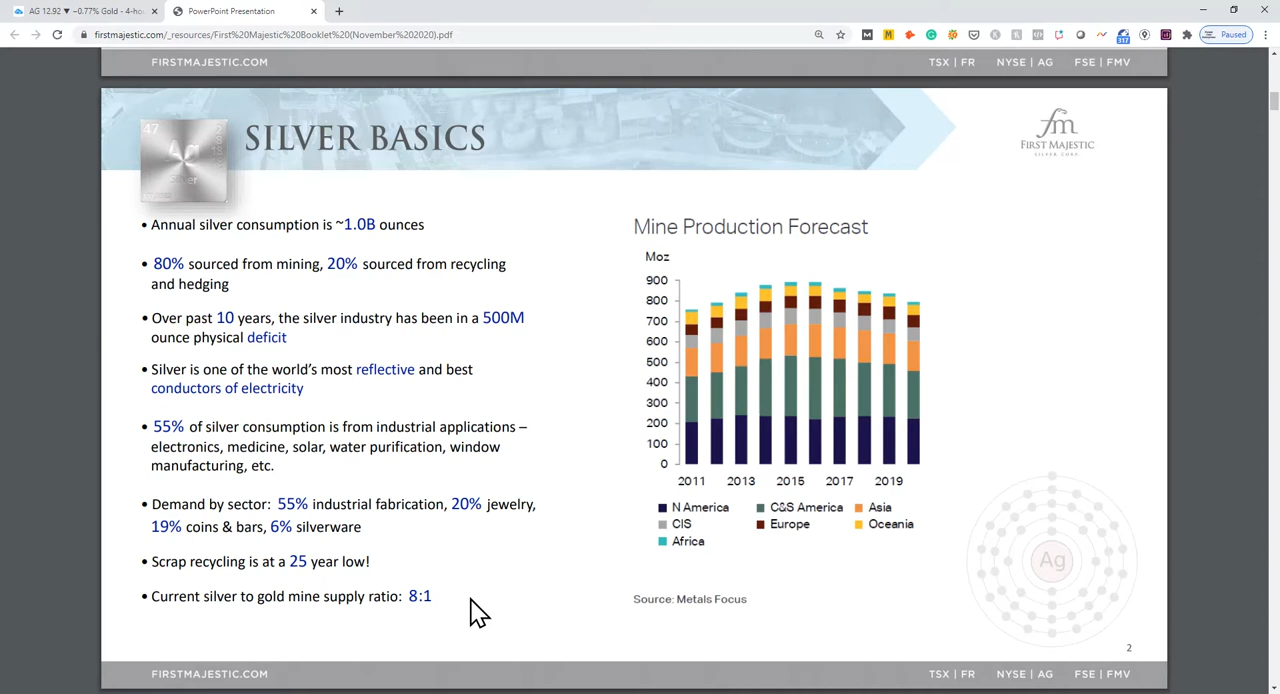 AG 12.92 ▼ −0.77% Gold - 4-hou
PowerPoint Presentation
firstmajestic.com/_resources/First%20Majestic%20Booklet%20(November%202020).pdf
317
Paused
FIRSTMAJESTIC.COM
TSX | FR NYSE | AG FSE | FMV
47
Ag
Silver
SILVER BASICS
fm
FIRST MAJESTIC
SILVER CORP.
• Annual silver consumption is ~1.0B ounces
• 80% sourced from mining, 20% sourced from recycling
and hedging
• Over past 10 years, the silver industry has been in a 500M
ounce physical deficit
• Silver is one of the world’s most reflective and best
conductors of electricity
• 55% of silver consumption is from industrial applications –
electronics, medicine, solar, water purification, window
manufacturing, etc.
• Demand by sector: 55% industrial fabrication, 20% jewelry,
19% coins & bars, 6% silverware
• Scrap recycling is at a 25 year low!
• Current silver to gold mine supply ratio: 8:1
Mine Production Forecast
Moz
900
800
700
600
500
400
300
200
100
0
2011 2013 2015 2017 2019
N America C&S America Asia
CIS Europe Oceania
Africa
Source: Metals Focus
Ag
2
FIRSTMAJESTIC.COM
TSX | FR NYSE | AG FSE | FMV